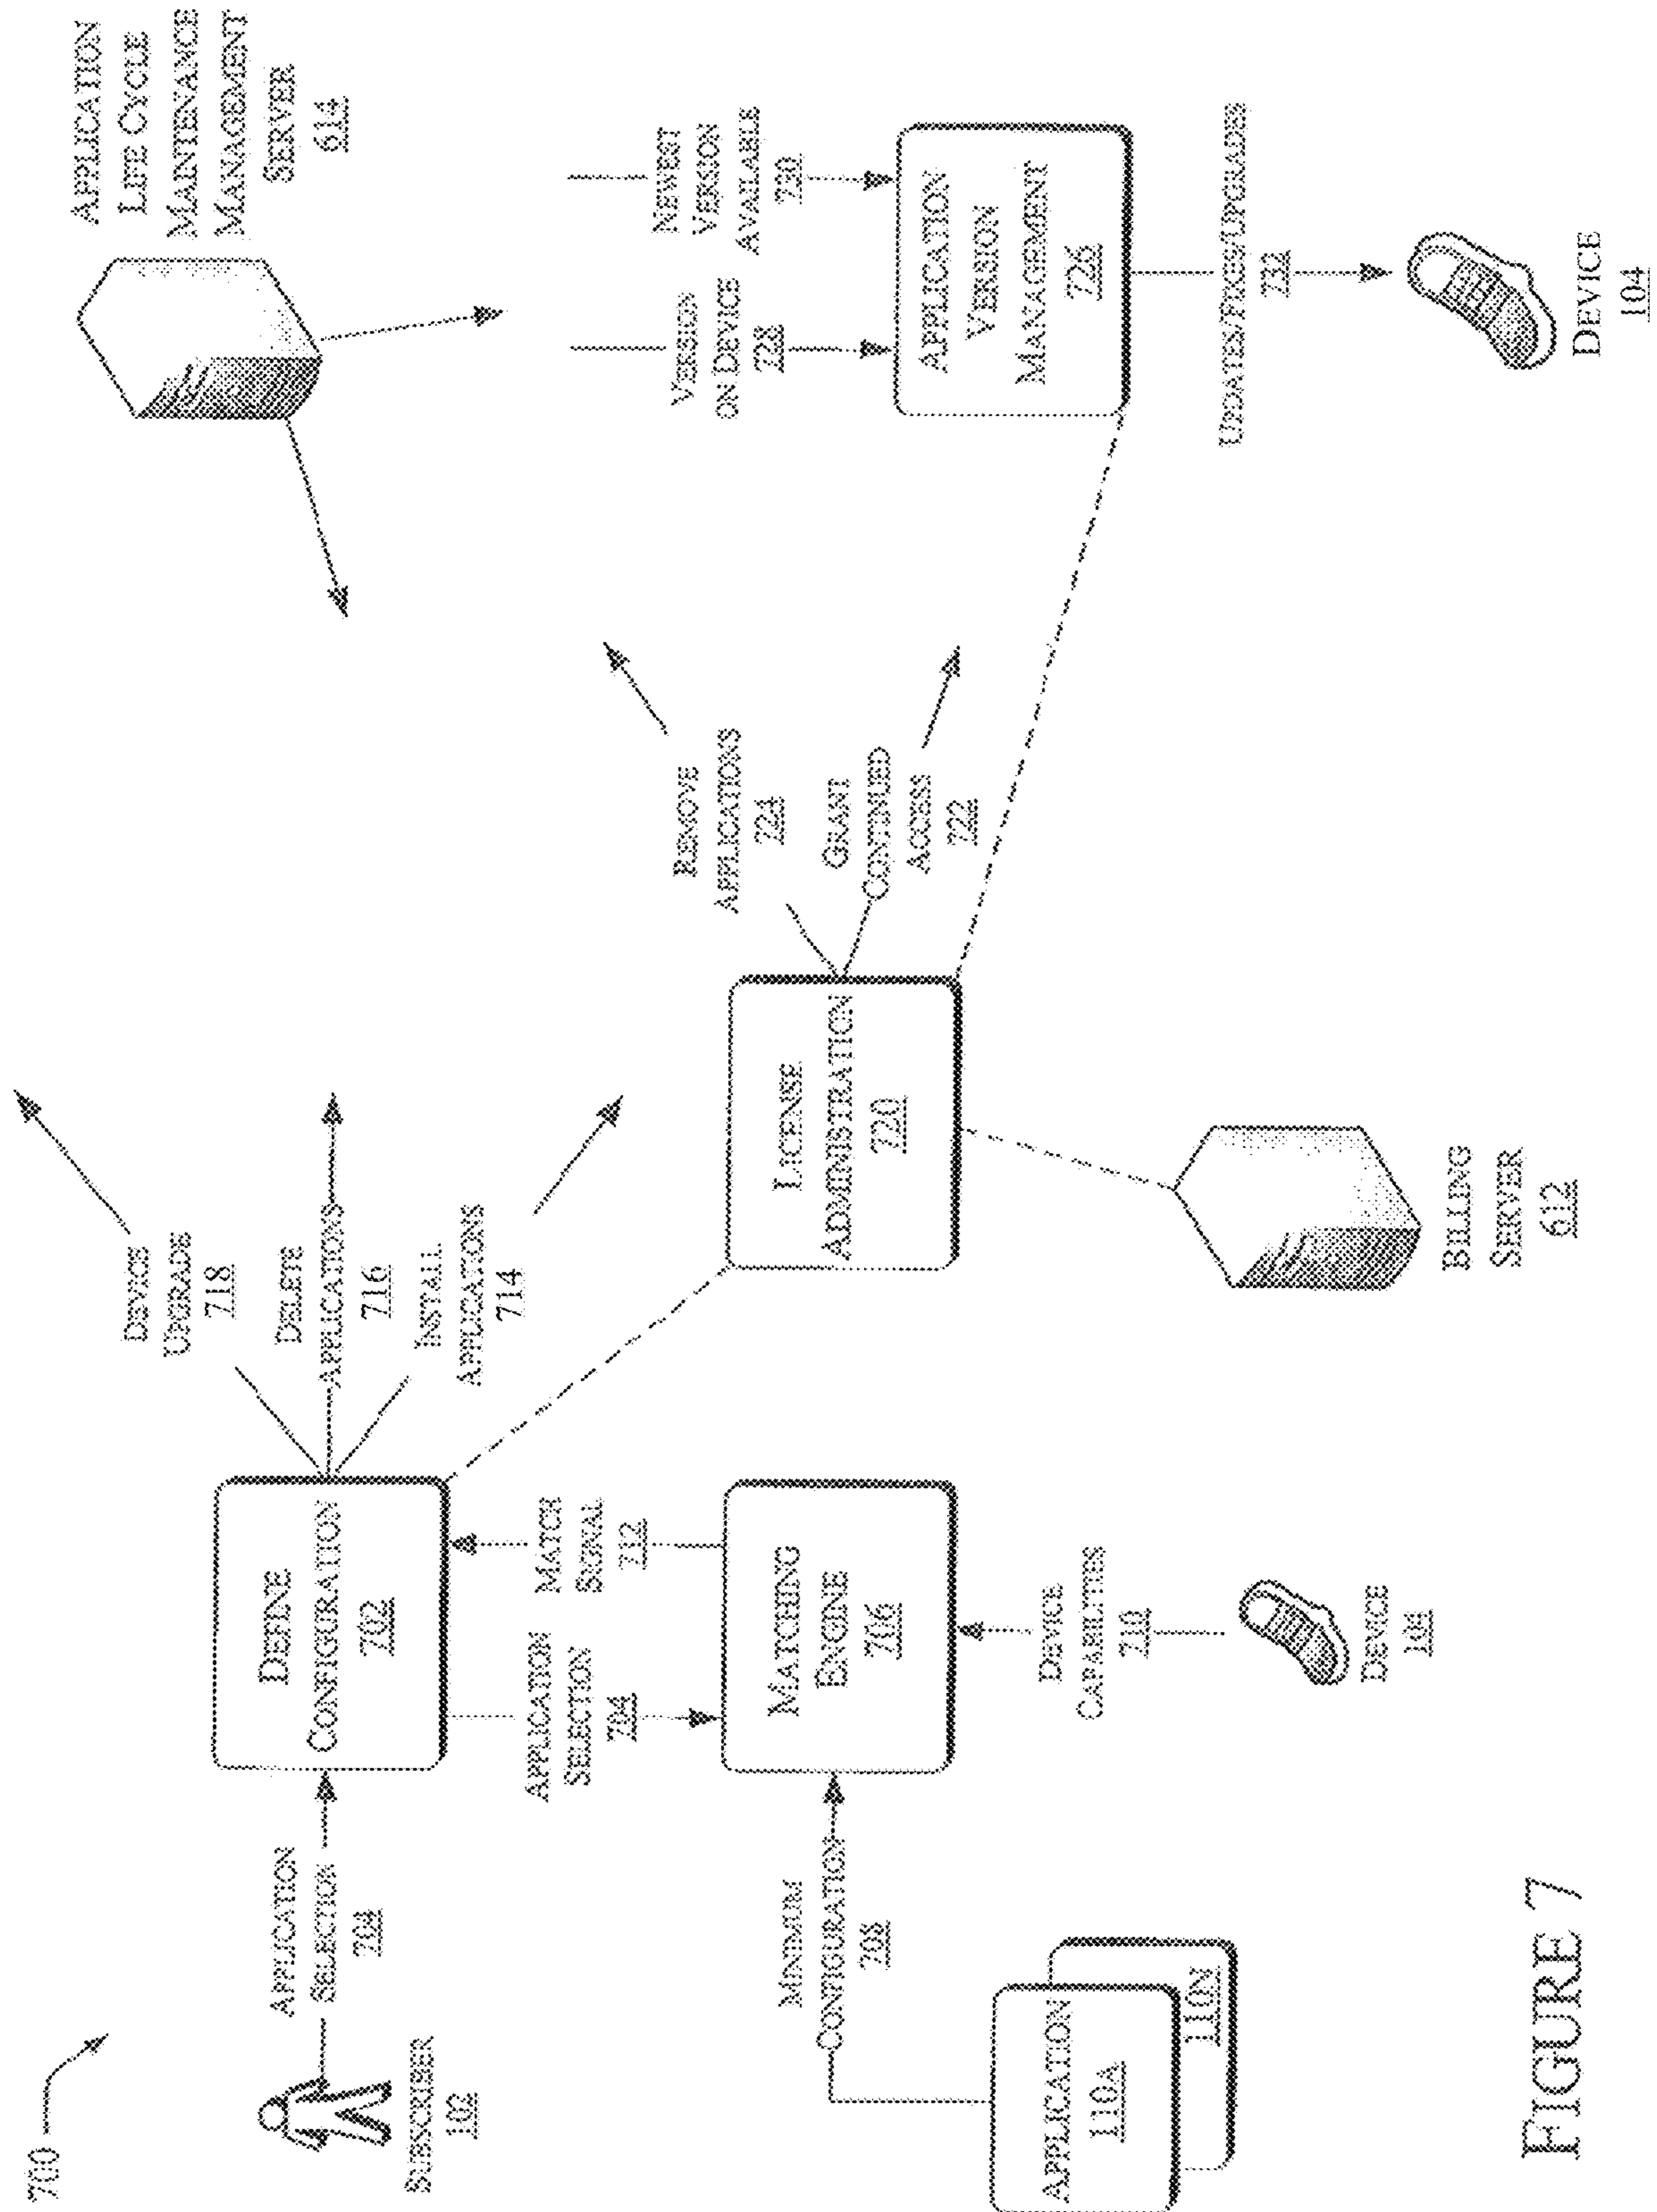 700
SUBSCRIBER
102
APPLICATION
SELECTION
704
DEFINE
CONFIGURATION
702
DEVICE
UPGRADE
718
DELETE
APPLICATIONS
716
INSTALL
APPLICATIONS
714
APPLICATION
LIFE CYCLE
MAINTENANCE
MANAGEMENT
SERVER
614
APPLICATION
SELECTION
704
MATCH
SIGNAL
712
MINIMUM
CONFIGURATION
708
MATCHING
ENGINE
706
LICENSE
ADMINISTRATION
720
REMOVE
APPLICATIONS
724
GRANT
CONTINUED
ACCESS
722
VERSION
ON DEVICE
728
NEWEST
VERSION
AVAILABLE
730
APPLICATION
VERSION
MANAGEMENT
726
APPLICATION
110A
110N
DEVICE
CAPABILITIES
710
DEVICE
104
BILLING
SERVER
612
UPDATES/FIXES/UPGRADES
732
DEVICE
104
FIGURE 7